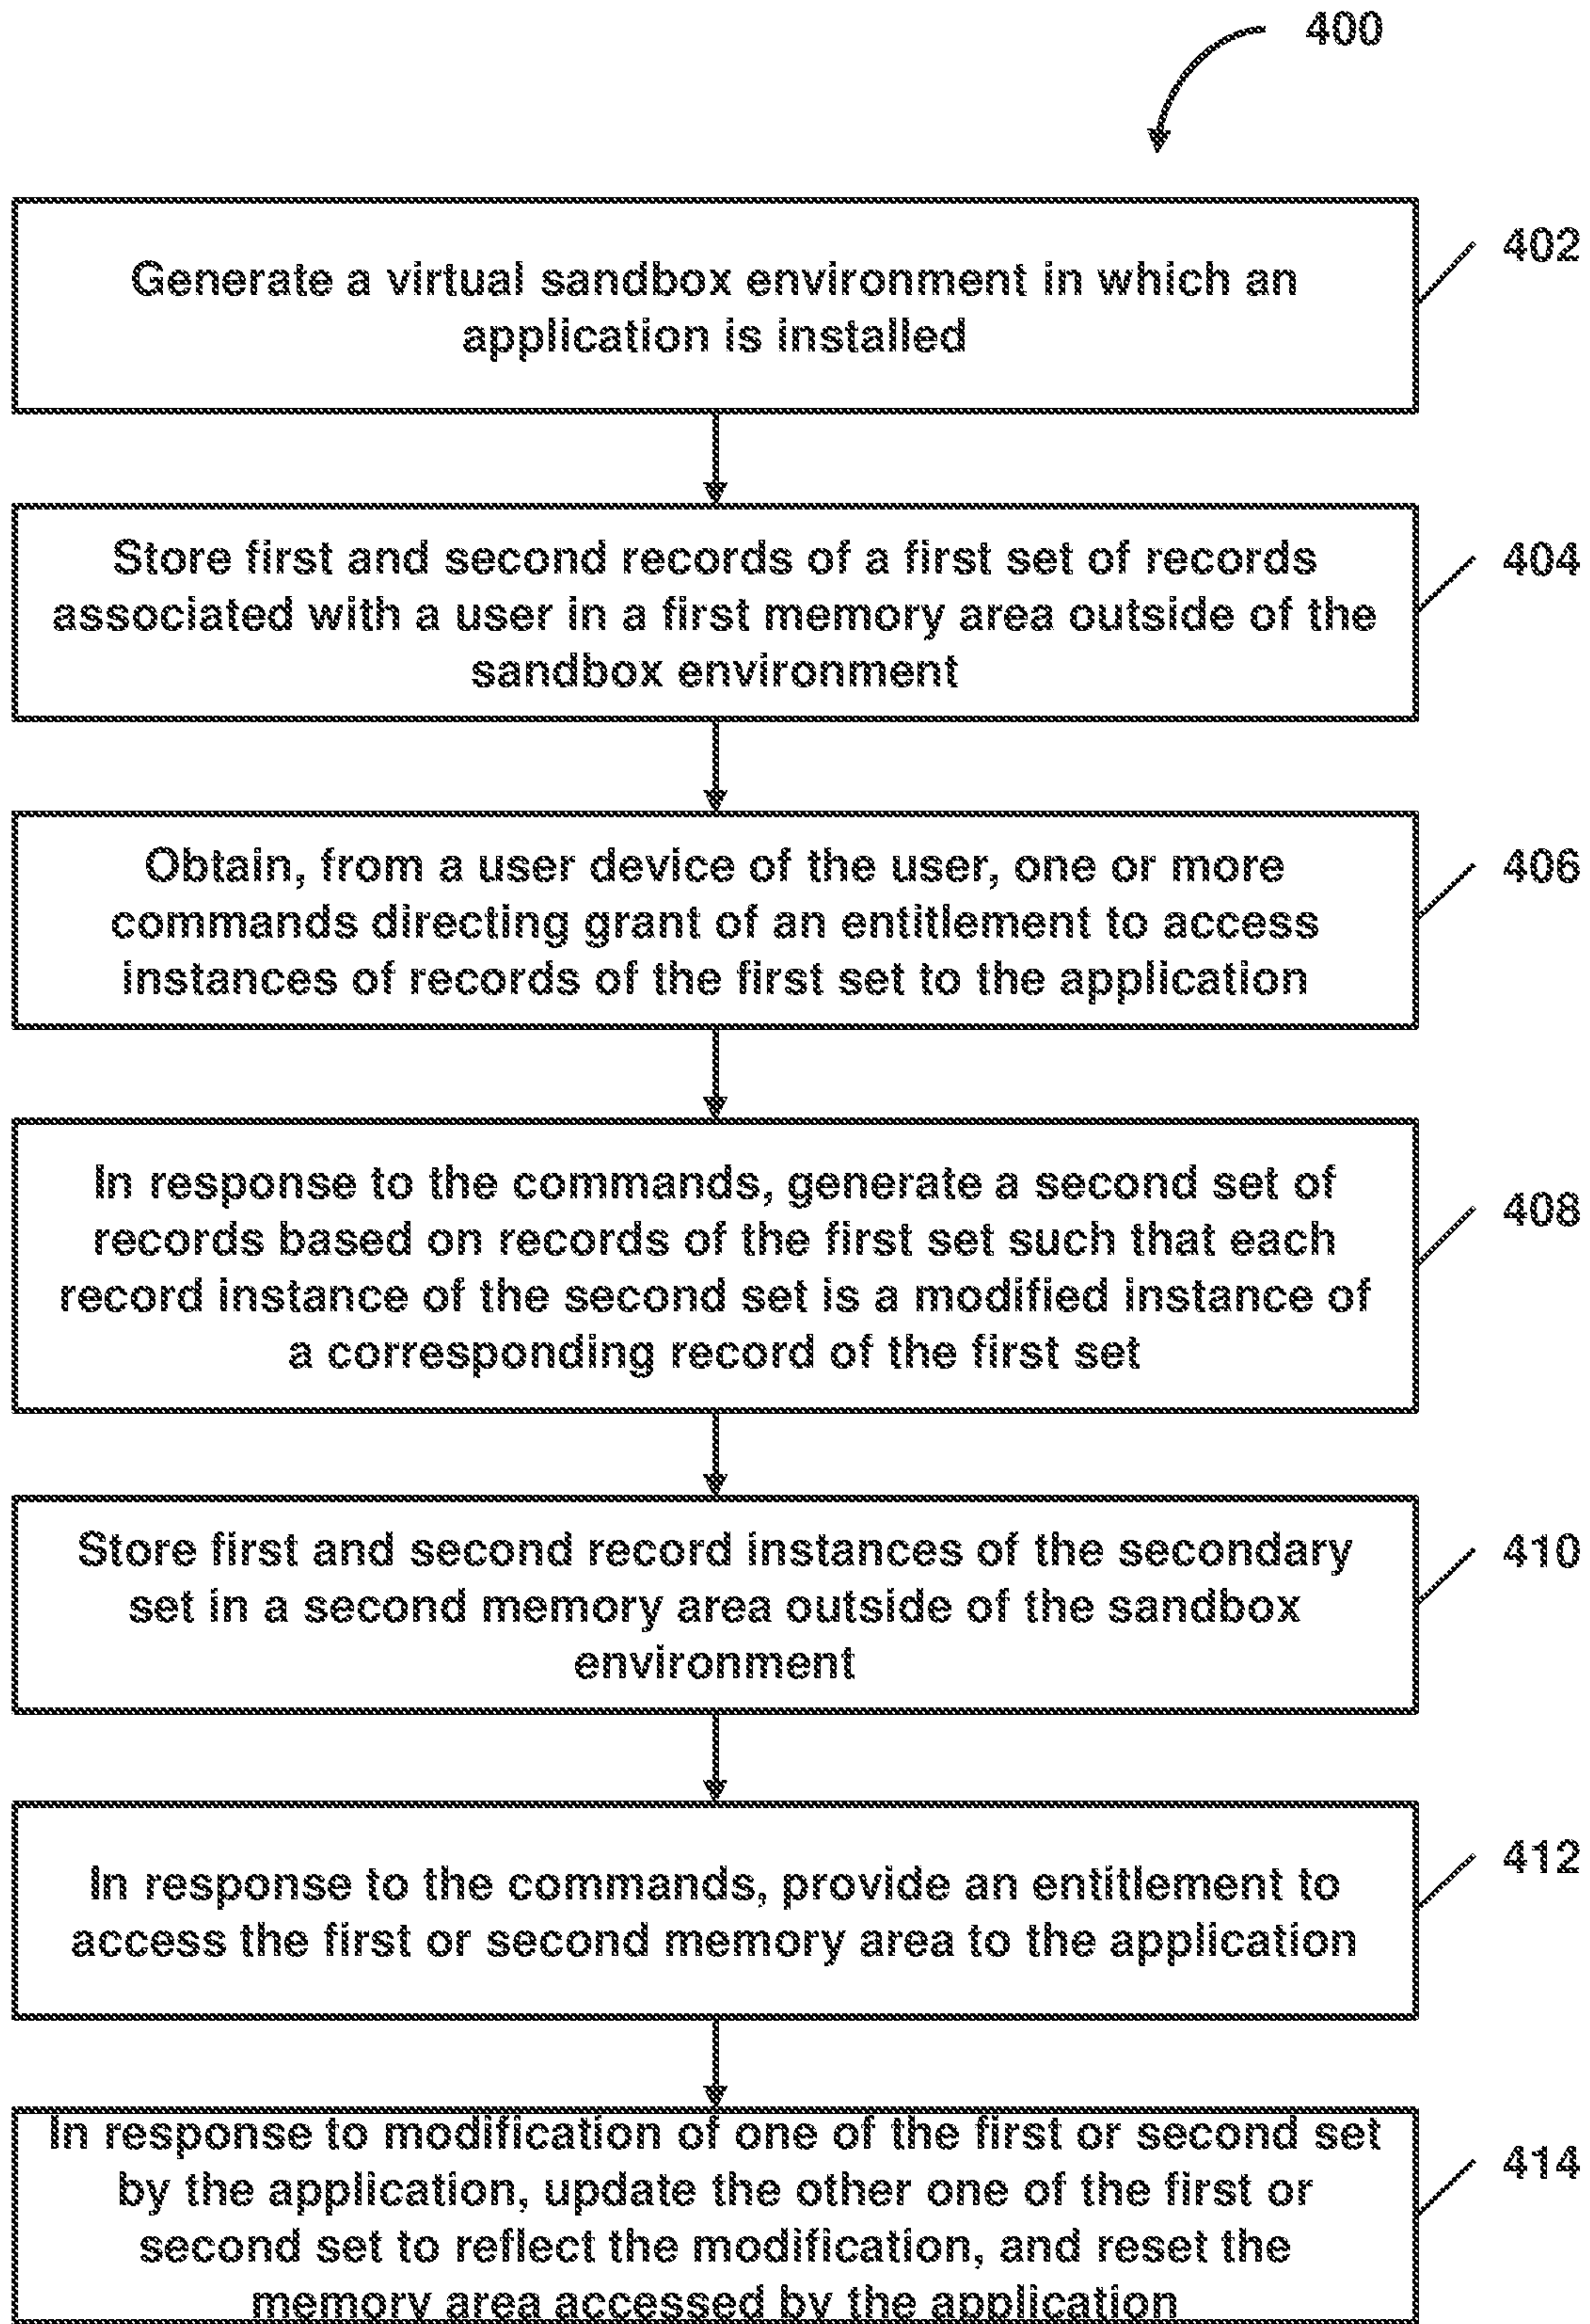 400
Generate a virtual sandbox environment in which an
application is installed
402
Store first and second records of a first set of records
associated with a user in a first memory area outside of the
sandbox environment
404
Obtain, from a user device of the user, one or more
commands directing grant of an entitlement to access
instances of records of the first set to the application
406
In response to the commands, generate a second set of
records based on records of the first set such that each
record instance of the second set is a modified instance of
a corresponding record of the first set
408
Store first and second record instances of the secondary
set in a second memory area outside of the sandbox
environment
410
In response to the commands, provide an entitlement to
access the first or second memory area to the application
412
In response to modification of one of the first or second set
by the application, update the other one of the first or
second set to reflect the modification, and reset the
memory area accessed by the application
414